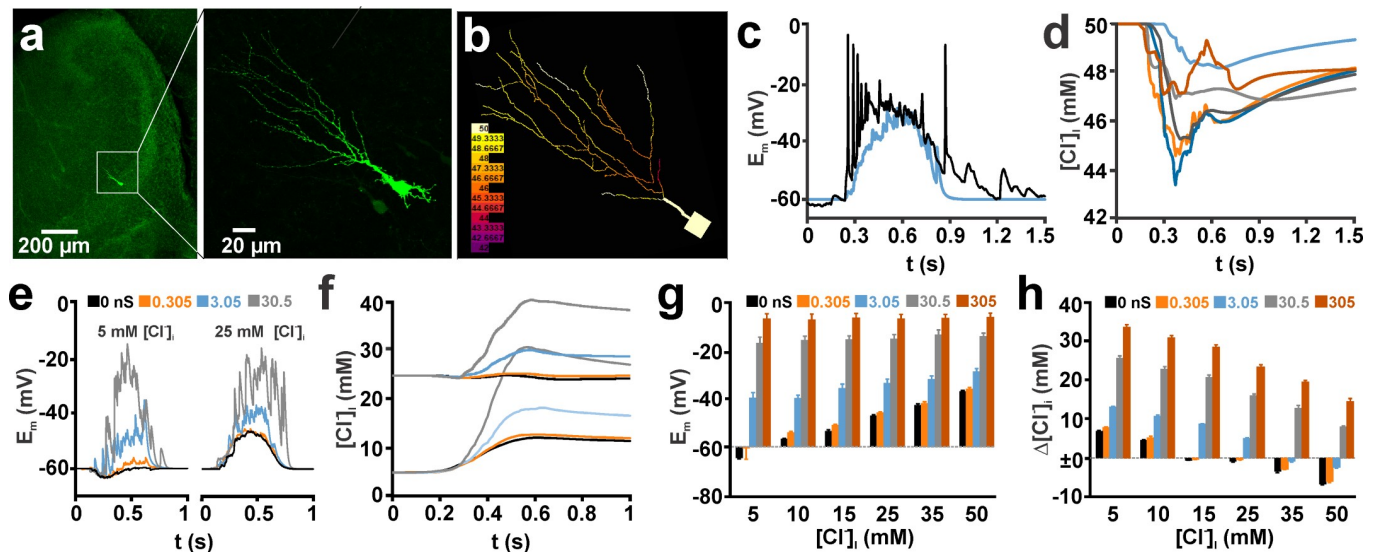 a
200 µm
20 µm
b
50
49.3333
48.6667
48
47.3333
46.6667
46
45.3333
44.6667
44
43.3333
42.6667
42
c
0
-20
-40
-60
Eₘ (mV)
0 0.3 0.6 0.9 1.2 1.5
t (s)
d
50
48
46
44
42
[Cl]ᵢ (mM)
0 0.3 0.6 0.9 1.2 1.5
t (s)
e
0 nS 0.305 3.05 30.5
5 mM [Cl]ᵢ 25 mM [Cl]ᵢ
0
-20
-40
-60
Eₘ (mV)
0 0.5 1 0 0.5 1
t (s)
f
40
30
20
10
0
[Cl]ᵢ (mM)
0 0.2 0.4 0.6 0.8 1
t (s)
g
0 nS 0.305 3.05 30.5 305
0
-20
-40
-60
-80
Eₘ (mV)
5 10 15 25 35 50
[Cl]ᵢ (mM)
h
0 nS 0.305 3.05 30.5 305
40
30
20
10
±0
-10
Δ[Cl]ᵢ (mM)
5 10 15 25 35 50
[Cl]ᵢ (mM)